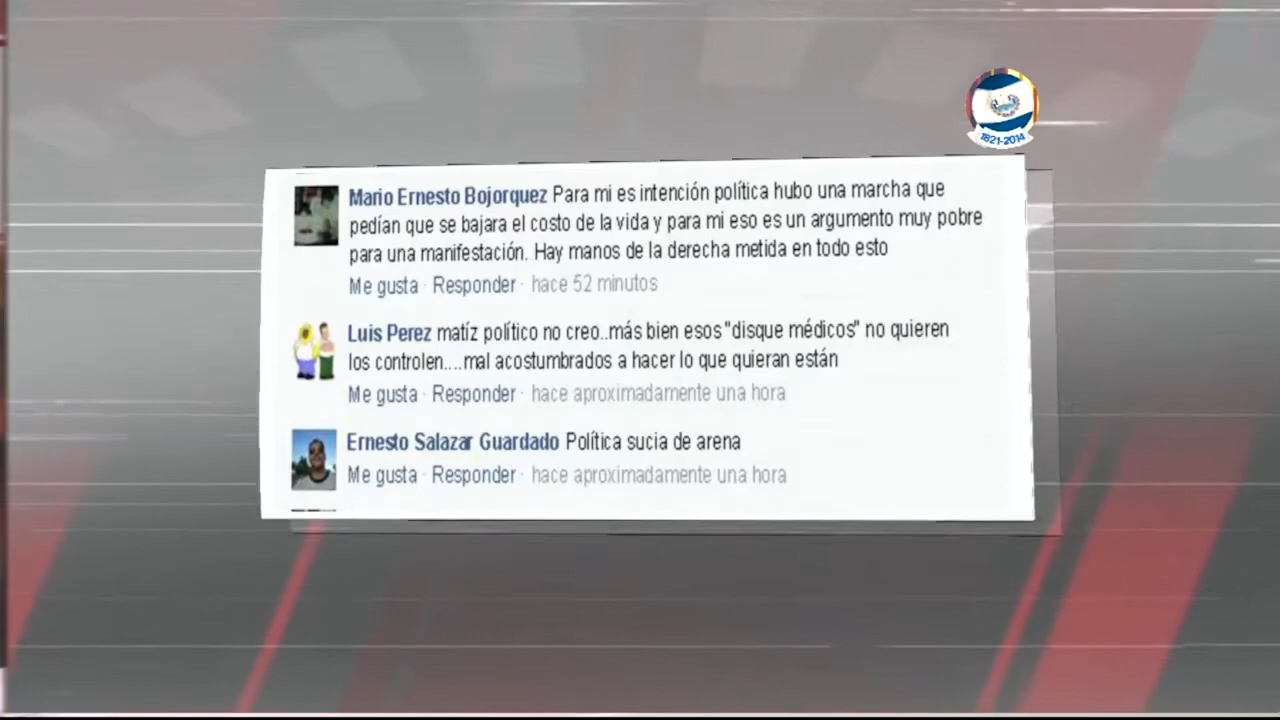 1821-2014
Mario Ernesto Bojorquez Para mi es intención política hubo una marcha que
pedían que se bajara el costo de la vida y para mi eso es un argumento muy pobre
para una manifestación. Hay manos de la derecha metida en todo esto
Me gusta · Responder · hace 52 minutos
Luis Perez matíz político no creo..más bien esos "disque médicos" no quieren
los controlen....mal acostumbrados a hacer lo que quieran están
Me gusta · Responder · hace aproximadamente una hora
Ernesto Salazar Guardado Política sucia de arena
Me gusta · Responder · hace aproximadamente una hora